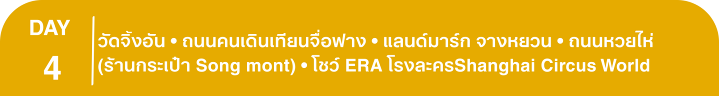 DAY
4
วัดจิ้งอัน • ถนนคนเดินเทียนจื่อฟาง • แลนด์มาร์ก จางหยวน • ถนนหวยไห่
(ร้านกระเป๋า Song mont) • โชว์ ERA โรงละครShanghai Circus World